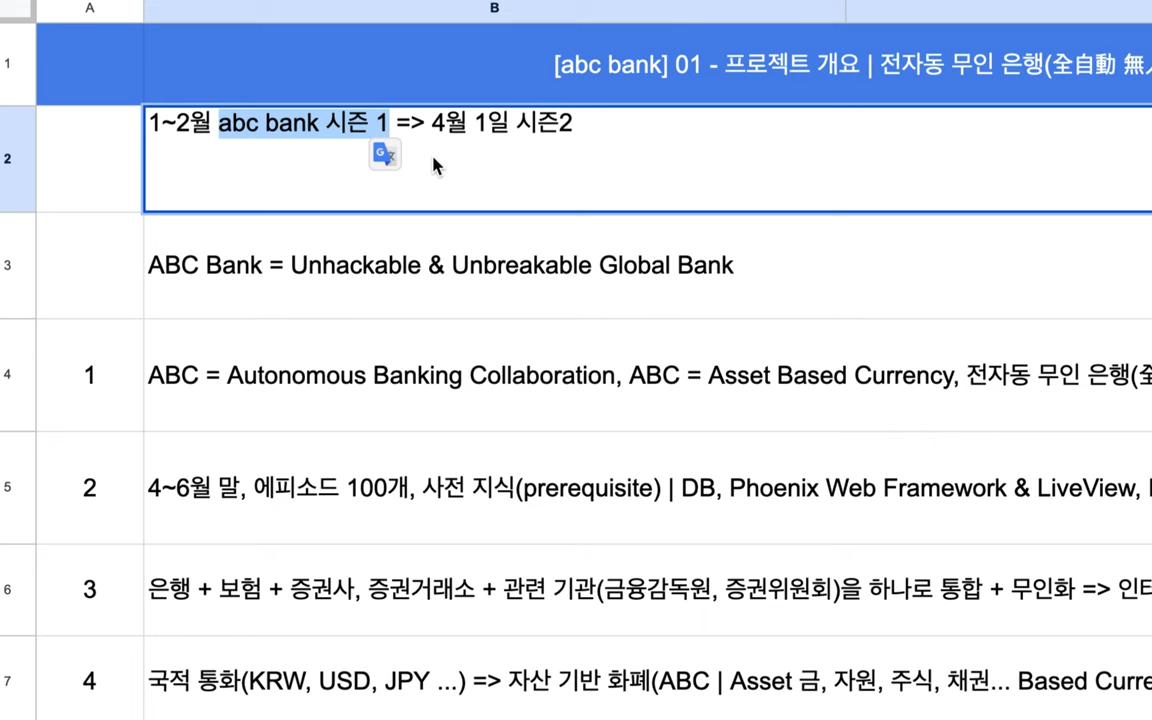 A B
1 [abc bank] 01 - 프로젝트 개요 | 전자동 무인 은행(全自動 無
2 1~2월 abc bank 시즌 1 => 4월 1일 시즌2
3 ABC Bank = Unhackable & Unbreakable Global Bank
4 1 ABC = Autonomous Banking Collaboration, ABC = Asset Based Currency, 전자동 무인 은행(全
5 2 4~6월 말, 에피소드 100개, 사전 지식(prerequisite) | DB, Phoenix Web Framework & LiveView,
6 3 은행 + 보험 + 증권사, 증권거래소 + 관련 기관(금융감독원, 증권위원회)을 하나로 통합 + 무인화 => 인터
7 4 국적 통화(KRW, USD, JPY ...) => 자산 기반 화폐(ABC | Asset 금, 자원, 주식, 채권... Based Curre